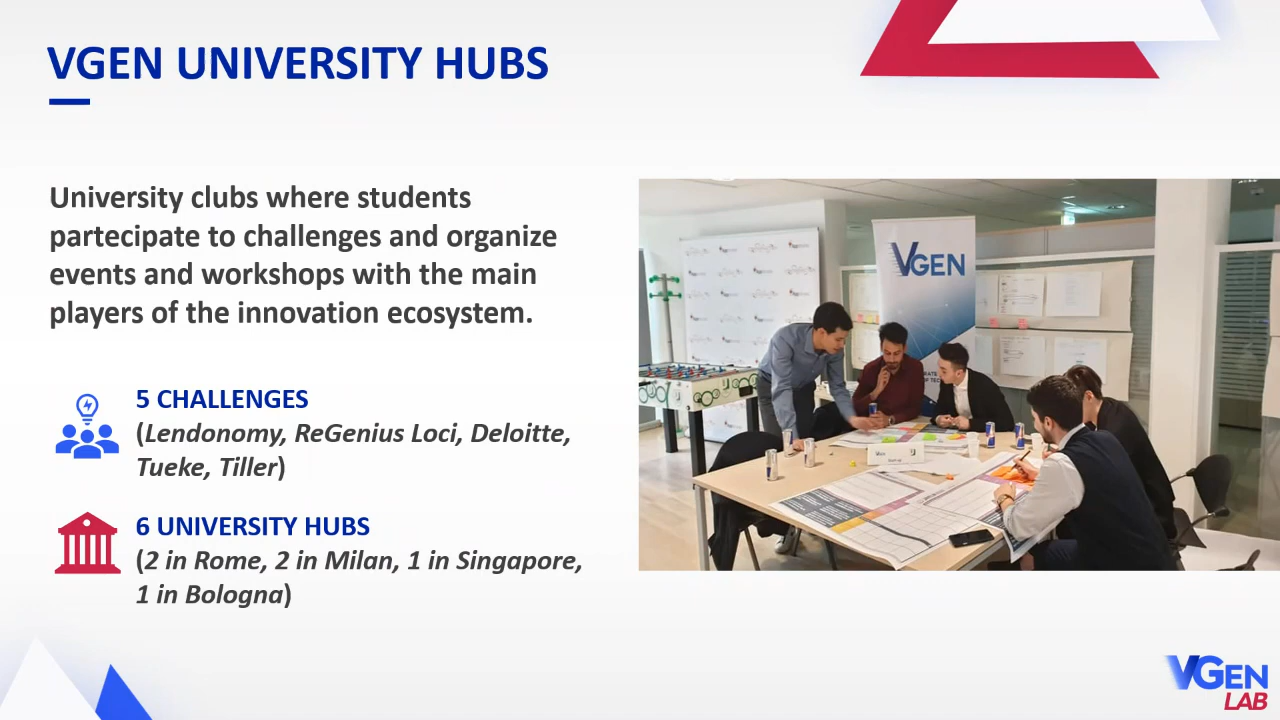 VGEN UNIVERSITY HUBS
University clubs where students
partecipate to challenges and organize
events and workshops with the main
players of the innovation ecosystem.
5 CHALLENGES
(Lendonomy, ReGenius Loci, Deloitte,
Tueke, Tiller)
6 UNIVERSITY HUBS
(2 in Rome, 2 in Milan, 1 in Singapore,
1 in Bologna)
VGEN
VGEN
LAB